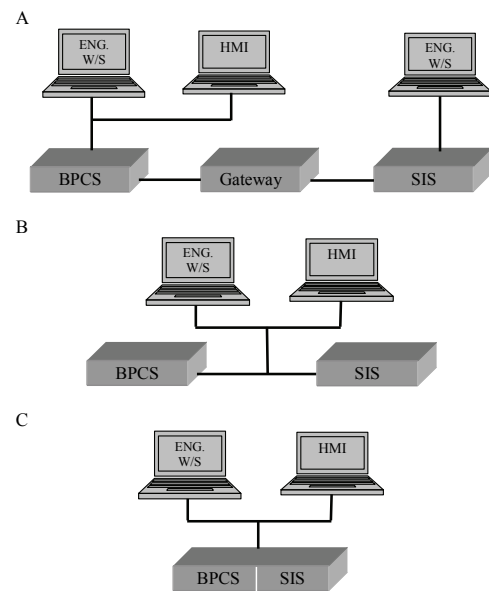 A
ENG.
W/S
HMI
ENG.
W/S
BPCS
Gateway
SIS
B
ENG.
W/S
HMI
BPCS
SIS
C
ENG.
W/S
HMI
BPCS
SIS